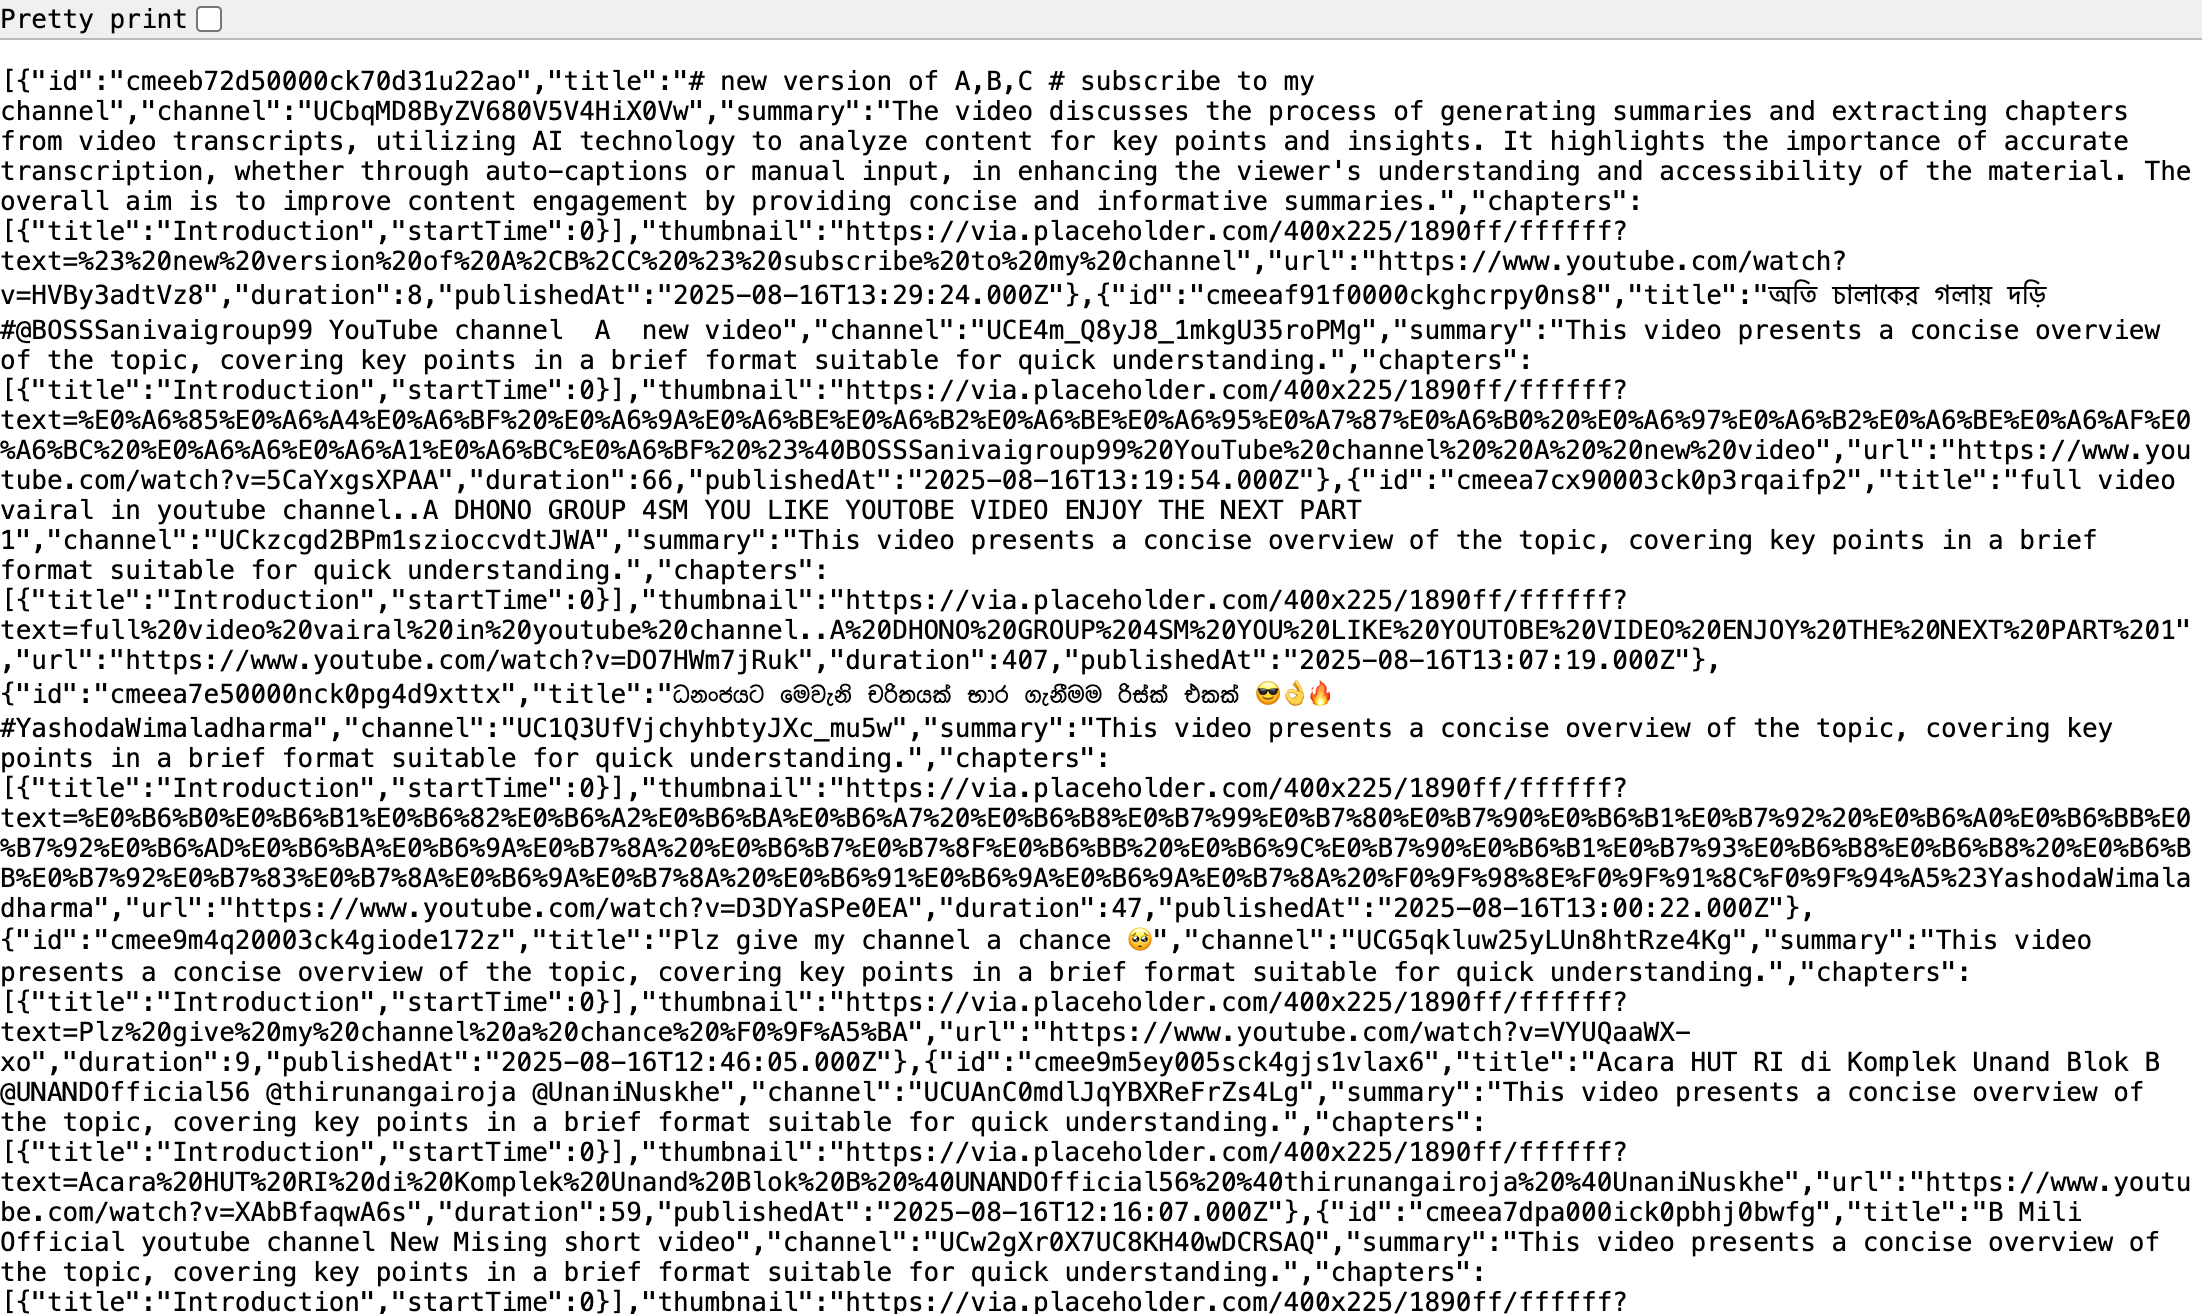 Pretty print
[{"id":"cmeeb72d50000ck70d31u22ao","title":"# new version of A,B,C # subscribe to my
channel","channel":"UCbqMD8ByZV680V5V4HiX0Vw","summary":"The video discusses the process of generating summaries and extracting chapters
from video transcripts, utilizing AI technology to analyze content for key points and insights. It highlights the importance of accurate
transcription, whether through auto-captions or manual input, in enhancing the viewer's understanding and accessibility of the material. The
overall aim is to improve content engagement by providing concise and informative summaries.","chapters":
[{"title":"Introduction","startTime":0}],"thumbnail":"https://via.placeholder.com/400x225/1890ff/ffffff?
text=%23%20new%20version%20of%20A%2CB%2CC%20%23%20subscribe%20to%20my%20channel","url":"https://www.youtube.com/watch?
v=HVBy3adtVz8","duration":8,"publishedAt":"2025-08-16T13:29:24.000Z"},{"id":"cmeeaf91f0000ckghcrpy0ns8","title":"অতি চালাকের গলায় দড়ি
#@BOSSSanivaigroup99 YouTube channel  A  new video","channel":"UCE4m_Q8yJ8_1mkgU35roPMg","summary":"This video presents a concise overview
of the topic, covering key points in a brief format suitable for quick understanding.","chapters":
[{"title":"Introduction","startTime":0}],"thumbnail":"https://via.placeholder.com/400x225/1890ff/ffffff?
text=%E0%A6%85%E0%A6%A4%E0%A6%BF%20%E0%A6%9A%E0%A6%BE%E0%A6%B2%E0%A6%BE%E0%A6%95%E0%A7%87%E0%A6%B0%20%E0%A6%97%E0%A6%B2%E0%A6%BE%E0%A6%AF%E0
%A6%BC%20%E0%A6%A6%E0%A6%A1%E0%A6%BC%E0%A6%BF%20%23%40BOSSSanivaigroup99%20YouTube%20channel%20%20A%20%20new%20video","url":"https://www.you
tube.com/watch?v=5CaYxgsXPAA","duration":66,"publishedAt":"2025-08-16T13:19:54.000Z"},{"id":"cmeea7cx90003ck0p3rqaifp2","title":"full video
vairal in youtube channel..A DHONO GROUP 4SM YOU LIKE YOUTOBE VIDEO ENJOY THE NEXT PART
1","channel":"UCkzcgd2BPm1szioccvdtJWA","summary":"This video presents a concise overview of the topic, covering key points in a brief
format suitable for quick understanding.","chapters":
[{"title":"Introduction","startTime":0}],"thumbnail":"https://via.placeholder.com/400x225/1890ff/ffffff?
text=full%20video%20vairal%20in%20youtube%20channel..A%20DHONO%20GROUP%204SM%20YOU%20LIKE%20YOUTOBE%20VIDEO%20ENJOY%20THE%20NEXT%20PART%201"
,"url":"https://www.youtube.com/watch?v=DO7HWm7jRuk","duration":407,"publishedAt":"2025-08-16T13:07:19.000Z"},
{"id":"cmeea7e50000nck0pg4d9xttx","title":"ධනංජයට මෙවැනි චරිතයක් භාර ගැනීමම රිස්ක් එකක් 😎👌🔥
#YashodaWimaladharma","channel":"UC1Q3UfVjchyhbtyJXc_mu5w","summary":"This video presents a concise overview of the topic, covering key
points in a brief format suitable for quick understanding.","chapters":
[{"title":"Introduction","startTime":0}],"thumbnail":"https://via.placeholder.com/400x225/1890ff/ffffff?
text=%E0%B6%B0%E0%B6%B1%E0%B6%82%E0%B6%A2%E0%B6%BA%E0%B6%A7%20%E0%B6%B8%E0%B7%99%E0%B7%80%E0%B7%90%E0%B6%B1%E0%B7%92%20%E0%B6%A0%E0%B6%BB%E0
%B7%92%E0%B6%AD%E0%B6%BA%E0%B6%9A%E0%B7%8A%20%E0%B6%B7%E0%B7%8F%E0%B6%BB%20%E0%B6%9C%E0%B7%90%E0%B6%B1%E0%B7%93%E0%B6%B8%E0%B6%B8%20%E0%B6%B
B%E0%B7%92%E0%B7%83%E0%B7%8A%E0%B6%9A%E0%B7%8A%20%E0%B6%91%E0%B6%9A%E0%B6%9A%E0%B7%8A%20%F0%9F%98%8E%F0%9F%91%8C%F0%9F%94%A5%23YashodaWimala
dharma","url":"https://www.youtube.com/watch?v=D3DYaSPe0EA","duration":47,"publishedAt":"2025-08-16T13:00:22.000Z"},
{"id":"cmee9m4q20003ck4giode172z","title":"Plz give my channel a chance 🥺","channel":"UCG5qkluw25yLUn8htRze4Kg","summary":"This video
presents a concise overview of the topic, covering key points in a brief format suitable for quick understanding.","chapters":
[{"title":"Introduction","startTime":0}],"thumbnail":"https://via.placeholder.com/400x225/1890ff/ffffff?
text=Plz%20give%20my%20channel%20a%20chance%20%F0%9F%A5%BA","url":"https://www.youtube.com/watch?v=VYUQaaWX-
xo","duration":9,"publishedAt":"2025-08-16T12:46:05.000Z"},{"id":"cmee9m5ey005sck4gjs1vlax6","title":"Acara HUT RI di Komplek Unand Blok B
@UNANDOfficial56 @thirunangairoja @UnaniNuskhe","channel":"UCUAnC0mdlJqYBXReFrZs4Lg","summary":"This video presents a concise overview of
the topic, covering key points in a brief format suitable for quick understanding.","chapters":
[{"title":"Introduction","startTime":0}],"thumbnail":"https://via.placeholder.com/400x225/1890ff/ffffff?
text=Acara%20HUT%20RI%20di%20Komplek%20Unand%20Blok%20B%20%40UNANDOfficial56%20%40thirunangairoja%20%40UnaniNuskhe","url":"https://www.youtu
be.com/watch?v=XAbBfaqwA6s","duration":59,"publishedAt":"2025-08-16T12:16:07.000Z"},{"id":"cmeea7dpa000ick0pbhj0bwfg","title":"B Mili
Official youtube channel New Mising short video","channel":"UCw2gXr0X7UC8KH40wDCRSAQ","summary":"This video presents a concise overview of
the topic, covering key points in a brief format suitable for quick understanding.","chapters":
[{"title":"Introduction","startTime":0}],"thumbnail":"https://via.placeholder.com/400x225/1890ff/ffffff?